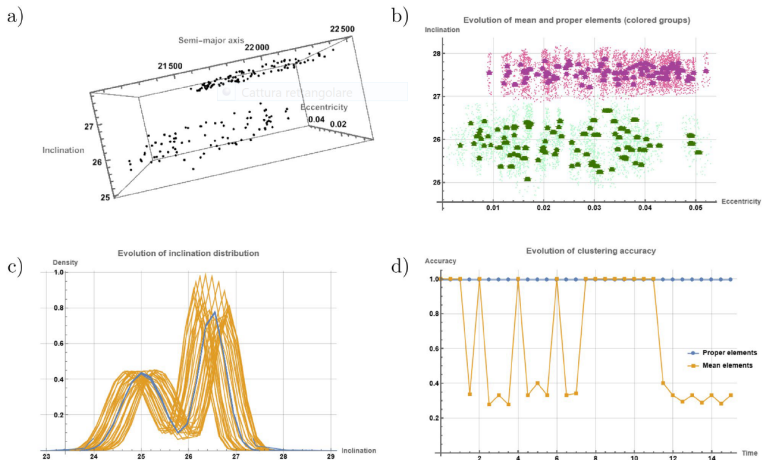 a)
Semi-major axis
22 500
22 000
21 500
Cattura rettangolare
Eccentricity
0.04 0.02
27
26
25
Inclination
b)
Evolution of mean and proper elements (colored groups)
Inclination
28
27
26
25
0.01 0.02 0.03 0.04 0.05
Eccentricity
c)
Evolution of inclination distribution
Density
1.0
0.8
0.6
0.4
0.2
23 24 25 26 27 28 29
Inclination
d)
Evolution of clustering accuracy
Accuracy
1.0
0.8
0.6
0.4
0.2
Proper elements
Mean elements
2 4 6 8 10 12 14
Time